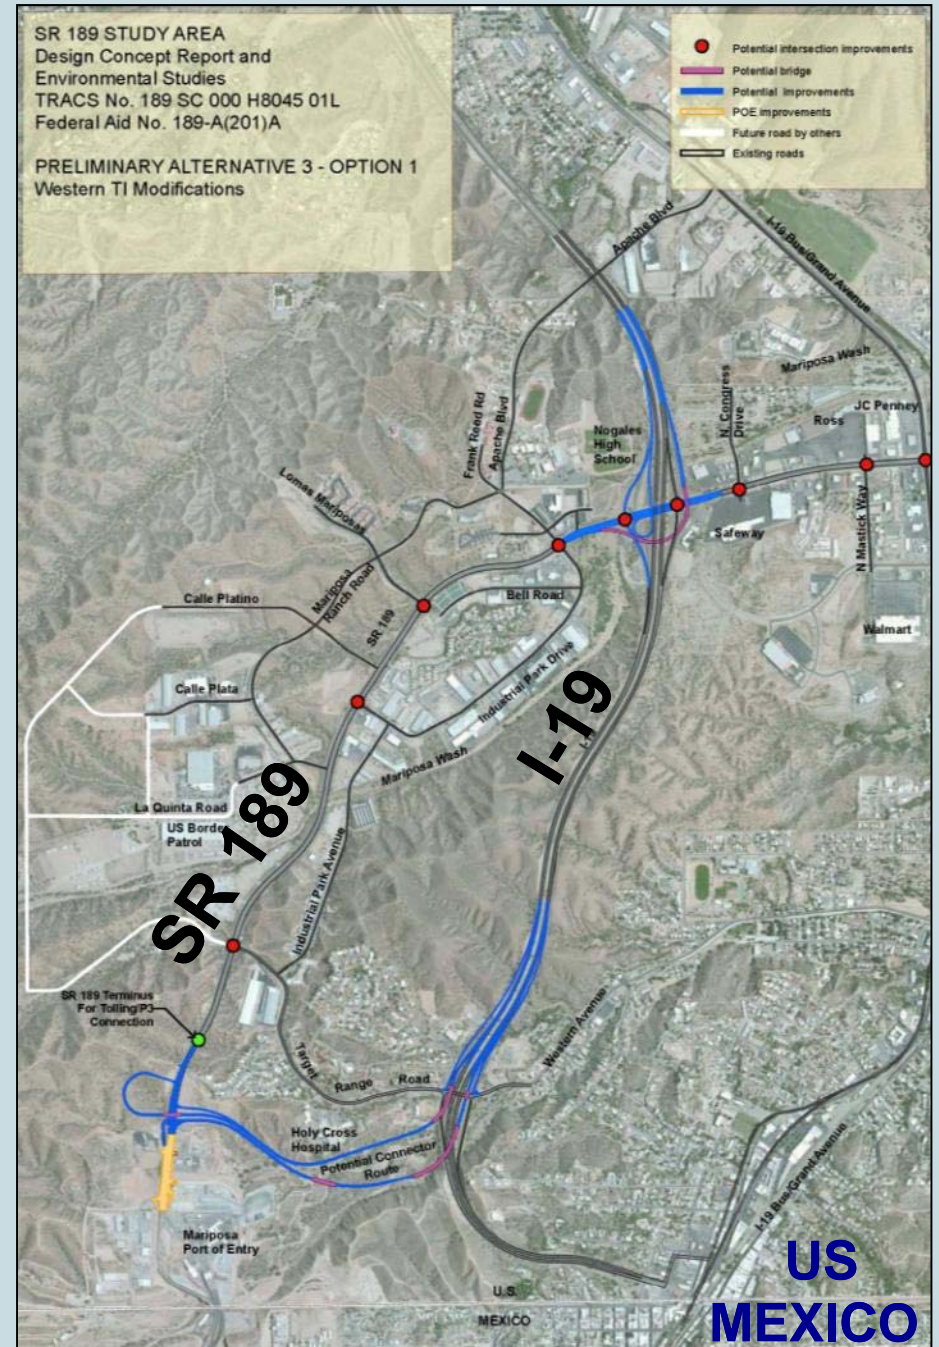 SR 189 STUDY AREA
Design Concept Report and
Environmental Studies
TRACS No. 189 SC 000 H8045 01L
Federal Aid No. 189-A(201)A
PRELIMINARY ALTERNATIVE 3 - OPTION 1
Western TI Modifications
Potential intersection improvements
Potential bridge
Potential Improvements
POE improvements
Future road by others
Existing roads
Apache Blvd
I-19 Bus/Grand Avenue
Mariposa Wash
JC Penney
Ross
N. Congress
Drive
Frank Reed Rd
Apache Blvd
Nogales
High
School
Lomas Mariposas
Safeway
N Mastick Way
Mariposa
Ranch Road
Bell Road
Calle Platino
SR 189
Walmart
Industrial Park Drive
Calle Plata
I-19
Mariposa Wash
La Quinta Road
US Border
Patrol
SR 189
Industrial Park Avenue
SR 189 Terminus
For Tolling/P3
Connection
Western Avenue
Target
Range
Road
Holy Cross
Hospital
Potential Connector
Route
I-19 Bus/Grand Avenue
Mariposa
Port of Entry
U.S.
MEXICO
US
MEXICO